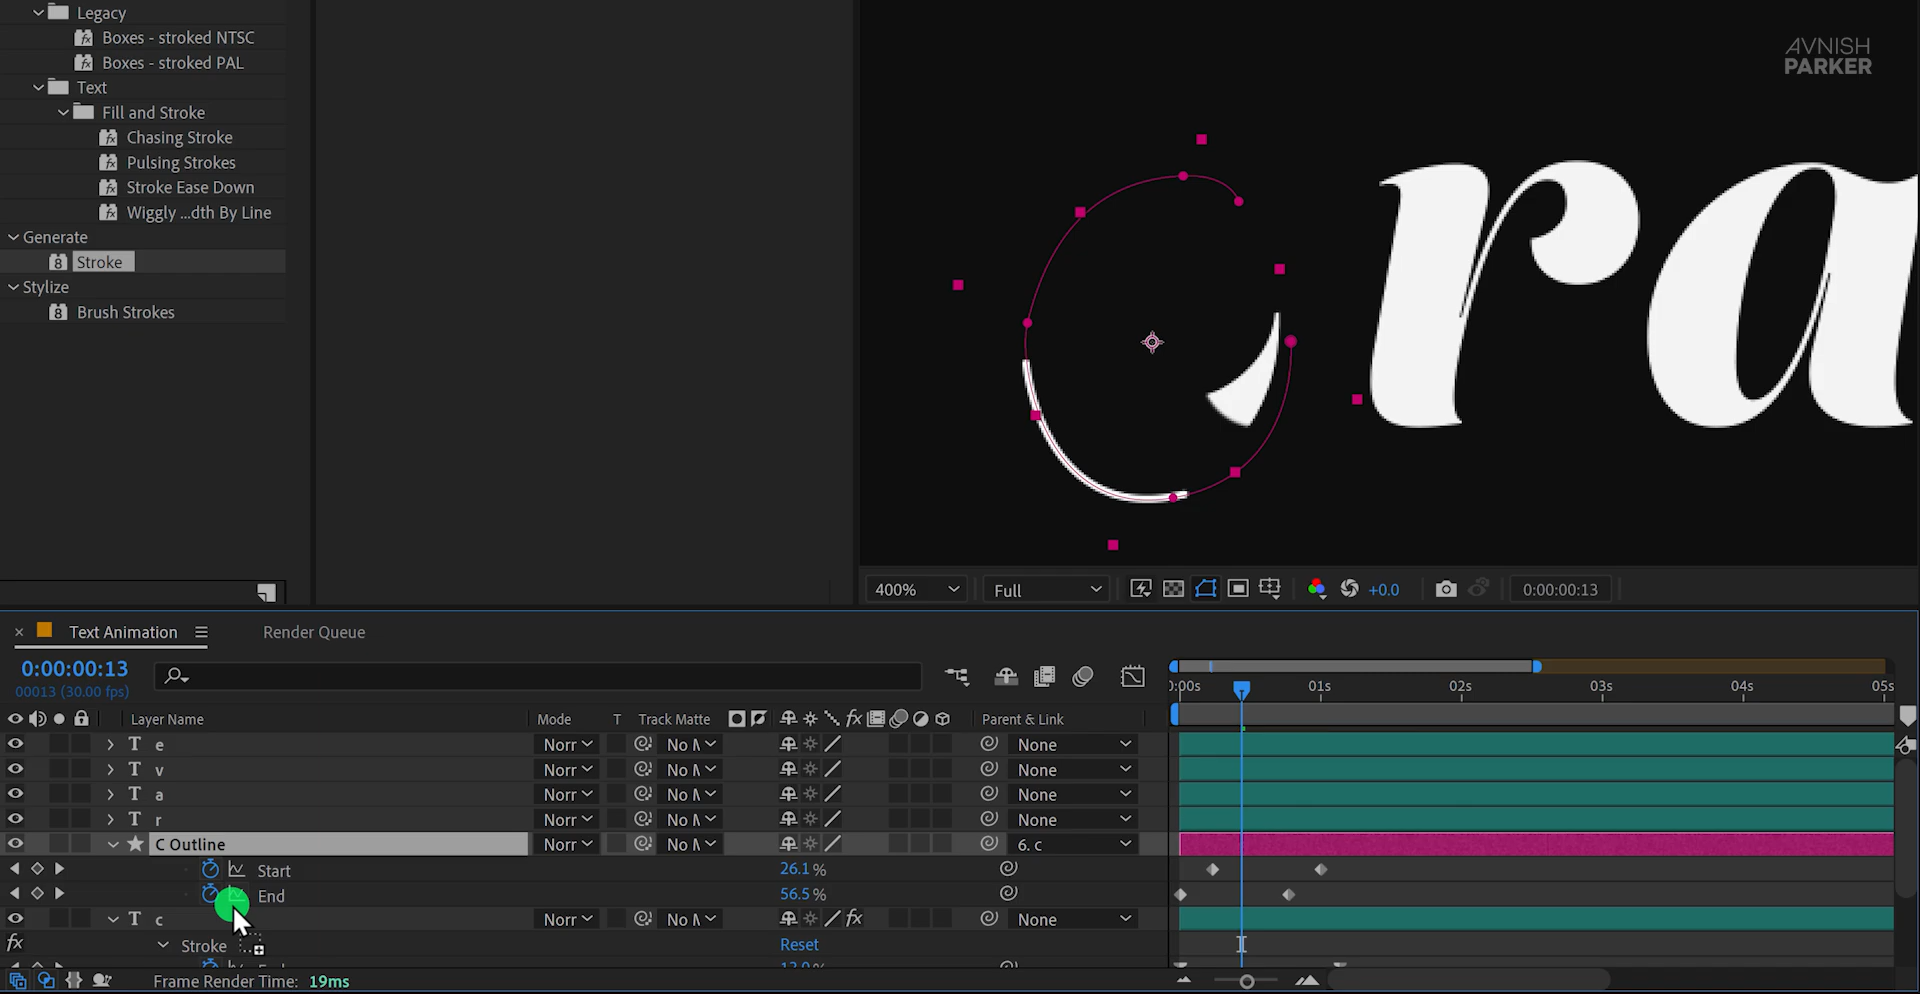 Legacy
Boxes - stroked NTSC
Boxes - stroked PAL
Text
Fill and Stroke
Chasing Stroke
Pulsing Strokes
Stroke Ease Down
Wiggly ...dth By Line
Generate
Stroke
Stylize
Brush Strokes
AVNISH
PARKER
ra
400% Full +0.0 0:00:00:13
Text Animation Render Queue
0:00:00:13
00013 (30.00 fps)
0:00s 01s 02s 03s 04s 05s
Layer Name Mode T Track Matte Parent & Link
T e Norr No M None
T v Norr No M None
T a Norr No M None
T r Norr No M None
C Outline Norr No M 6. c
Start 26.1 %
End 56.5 %
T c Norr No M fx None
fx Stroke Reset
Frame Render Time: 19ms